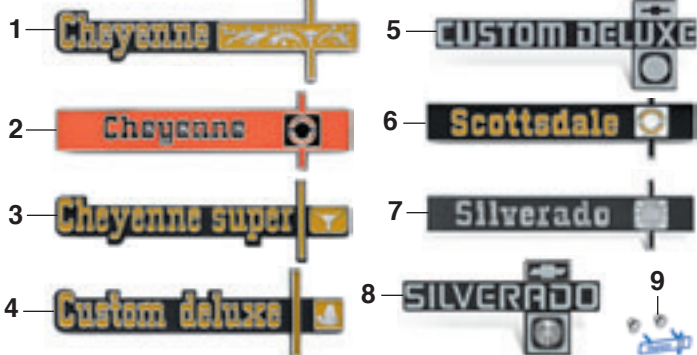 1 Cheyenne
2 Cheyenne
3 Cheyenne super
4 Custom deluxe
5 CUSTOM DELUXE
6 Scottsdale
7 Silverado
8 SILVERADO
9